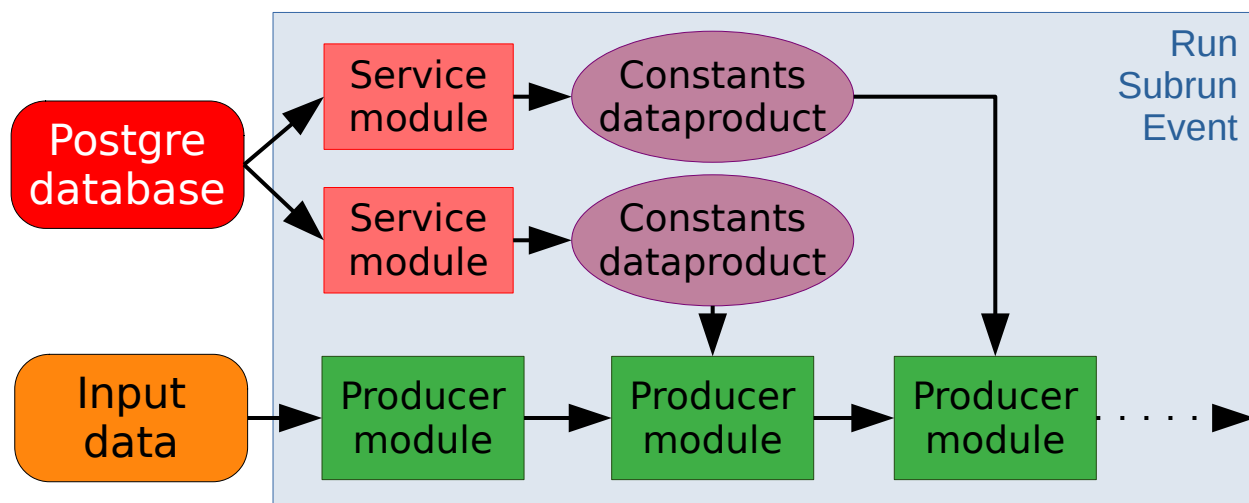 Run
Subrun
Event
Postgre
database
Service
module
Constants
dataproduct
Service
module
Constants
dataproduct
Input
data
Producer
module
Producer
module
Producer
module